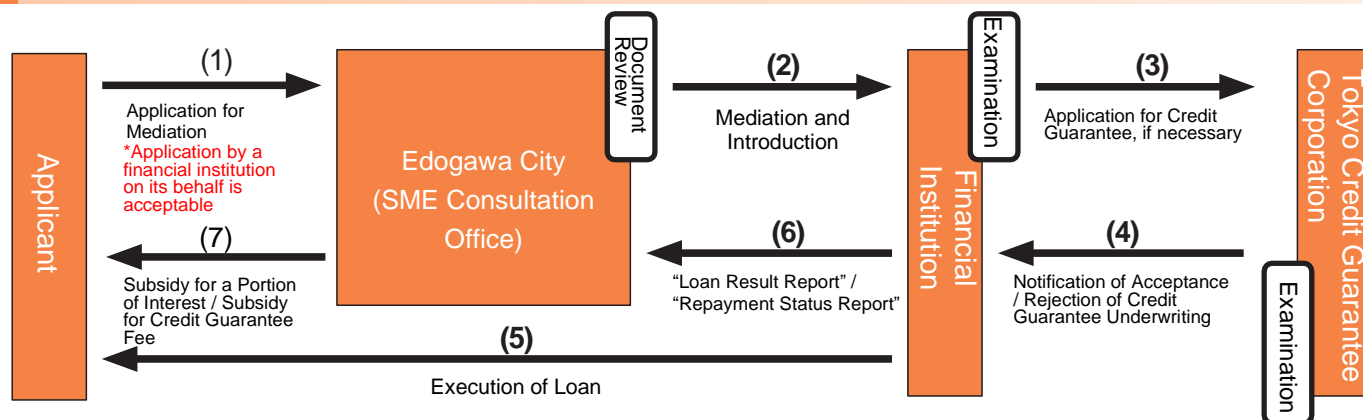 Applicant
(1)
Application for
Mediation
*Application by a
financial institution
on its behalf is
acceptable
(7)
Subsidy for a Portion
of Interest / Subsidy
for Credit Guarantee
Fee
Edogawa City
(SME Consultation
Office)
Document
Review
(2)
Mediation and
Introduction
(6)
“Loan Result Report” /
“Repayment Status Report”
(5)
Execution of Loan
Examination
Financial
Institution
(3)
Application for Credit
Guarantee, if necessary
(4)
Notification of Acceptance
/ Rejection of Credit
Guarantee Underwriting
Tokyo Credit Guarantee
Corporation
Examination